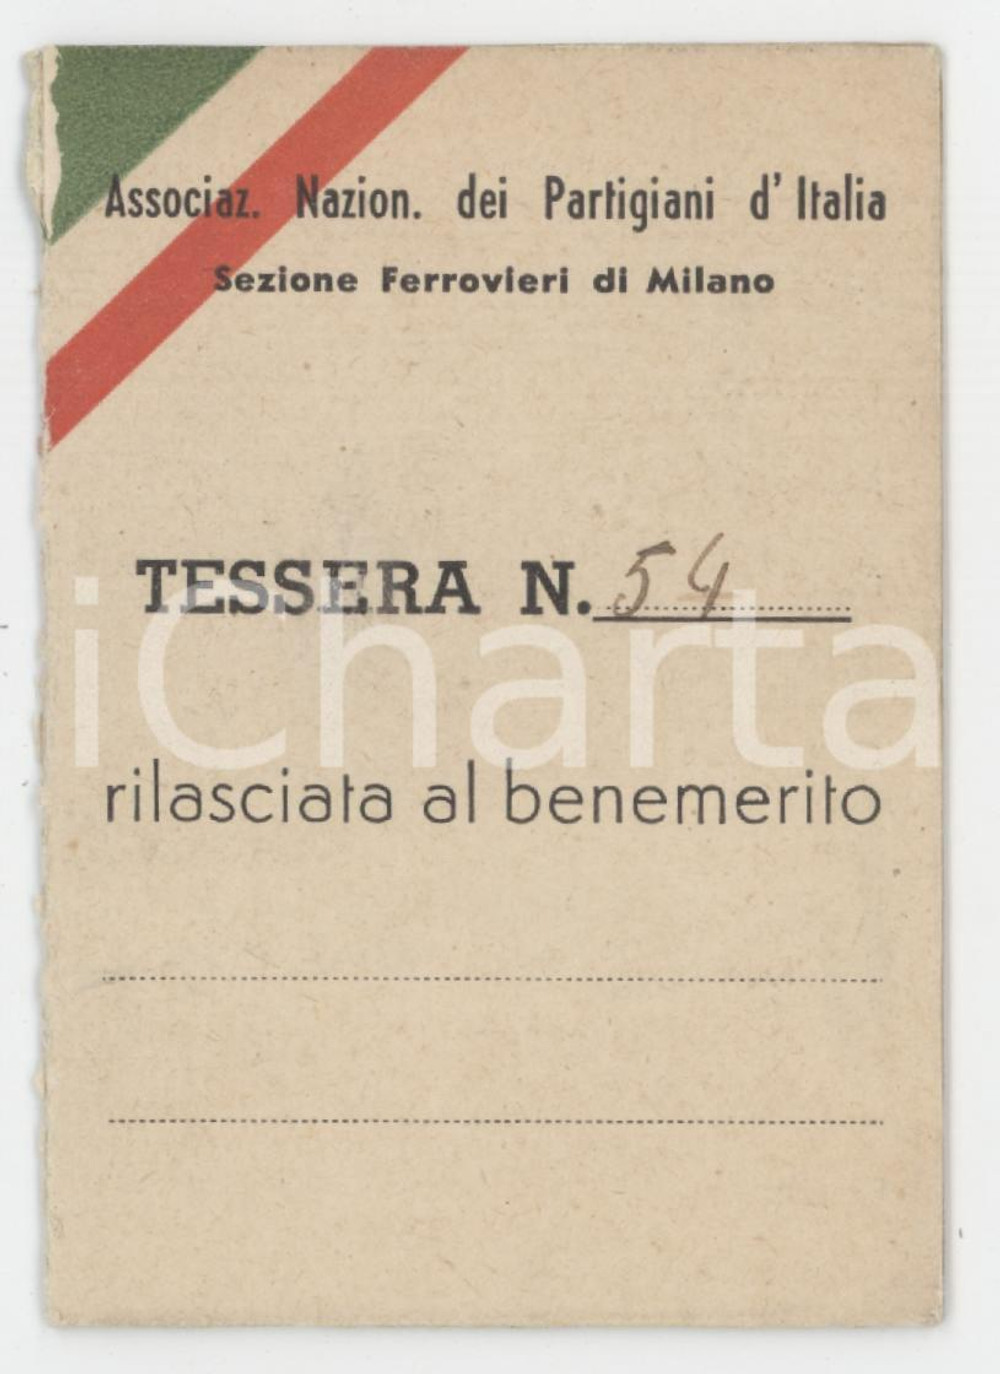 Associaz. Nazion. dei Partigiani d' Italia
Sezione Ferrovieri di Milano
TESSERA N. 54
iCharta
rilasciata al benemerito